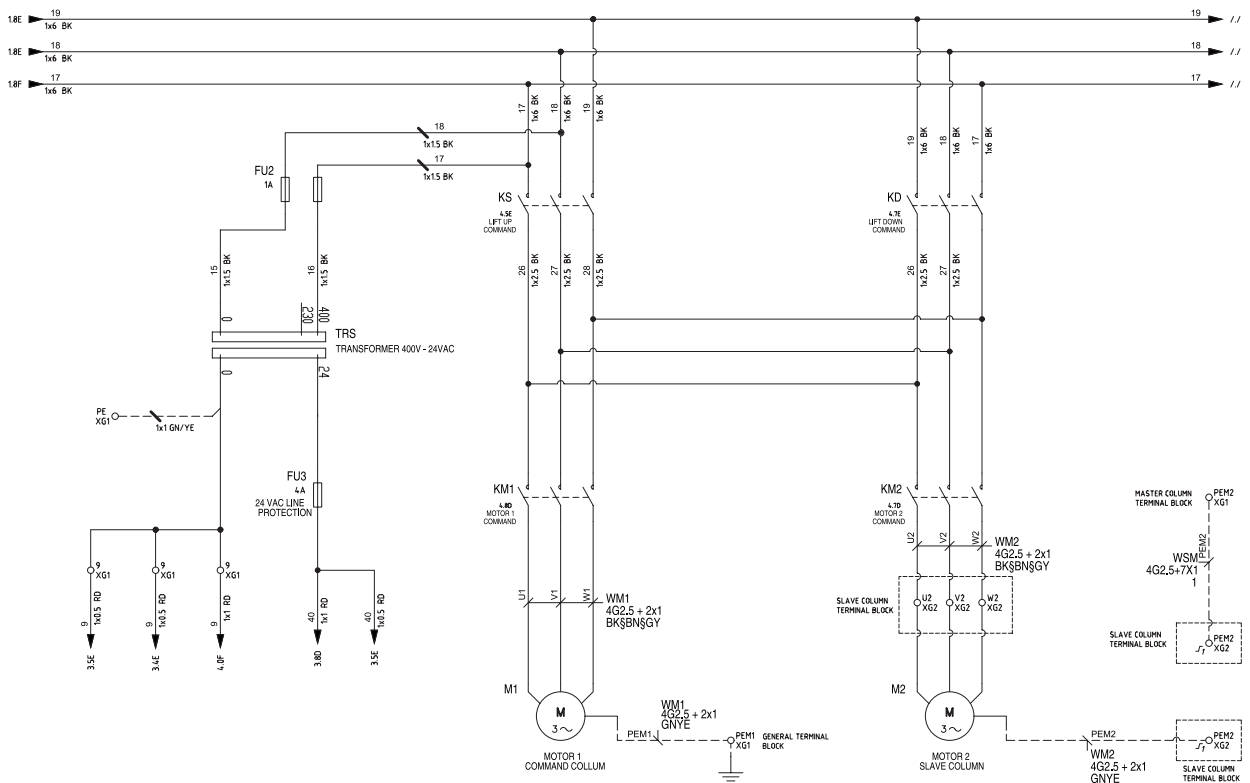 1.8E
19
1x6 BK
19
/./
1.8E
18
1x6 BK
18
/./
1.8F
17
1x6 BK
17
/./
17
1x6 BK
18
1x6 BK
19
1x6 BK
19
1x6 BK
18
1x6 BK
17
1x6 BK
18
1x1.5 BK
17
1x1.5 BK
FU2
1A
KS
4.5E
LIFT UP
COMMAND
KD
4.7E
LIFT DOWN
COMMAND
15
1x1.5 BK
16
1x1.5 BK
26
1x2.5 BK
27
1x2.5 BK
28
1x2.5 BK
26
1x2.5 BK
27
1x2.5 BK
0
230
400
TRS
TRANSFORMER 400V - 24VAC
0
24
PE
XG1
1x1 GN/YE
FU3
4A
24 VAC LINE
PROTECTION
KM1
4.8D
MOTOR 1
COMMAND
KM2
4.7D
MOTOR 2
COMMAND
MASTER COLUMN
TERMINAL BLOCK
PEM2
XG1
U2
V2
W2
WM2
4G2.5 + 2x1
BK§BN§GY
PEM2
WSM
4G2.5+7X1
1
9
XG1
9
XG1
9
XG1
U1
V1
W1
WM1
4G2.5 + 2x1
BK§BN§GY
SLAVE COLUMN
TERMINAL BLOCK
U2
XG2
V2
XG2
W2
XG2
9
1x0.5 RD
9
1x0.5 RD
9
1x1 RD
40
1x1 RD
40
1x0.5 RD
SLAVE COLUMN
TERMINAL BLOCK
PEM2
XG2
3.5E
3.4E
4.0F
3.8D
3.5E
M1
M
3~
M2
M
3~
WM1
4G2.5 + 2x1
GNYE
PEM1
PEM1
XG1
GENERAL TERMINAL
BLOCK
PEM2
WM2
4G2.5 + 2x1
GNYE
PEM2
XG2
SLAVE COLUMN
TERMINAL BLOCK
MOTOR 1
COMMAND COLLUM
MOTOR 2
SLAVE COLUMN